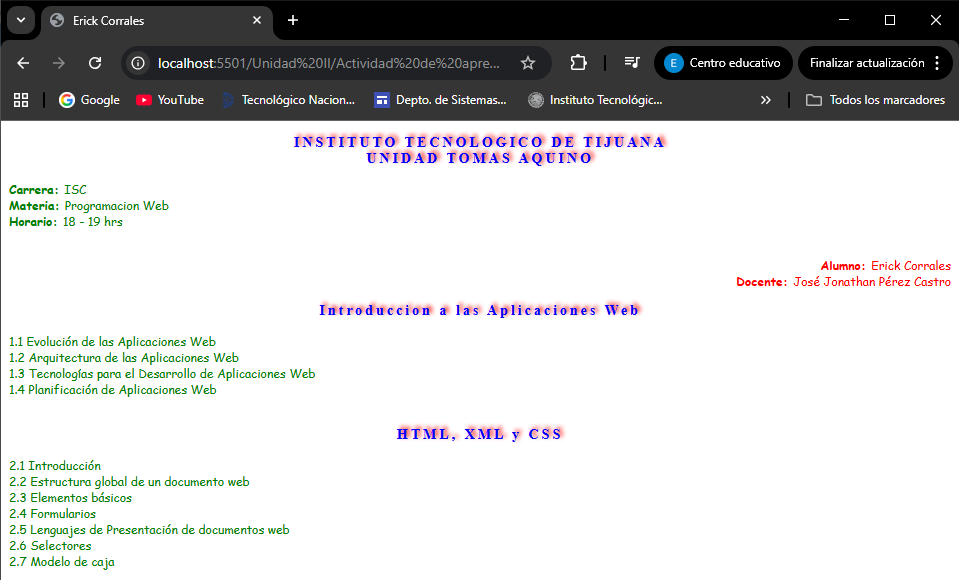 Erick Corrales
localhost:5501/Unidad%20II/Actividad%20de%20apre...
E Centro educativo
Finalizar actualización
Google
YouTube
Tecnológico Nacion...
Depto. de Sistemas...
Instituto Tecnológic...
Todos los marcadores
INSTITUTO TECNOLOGICO DE TIJUANA
UNIDAD TOMAS AQUINO
Carrera: ISC
Materia: Programacion Web
Horario: 18 - 19 hrs
Alumno: Erick Corrales
Docente: José Jonathan Pérez Castro
Introduccion a las Aplicaciones Web
1.1 Evolución de las Aplicaciones Web
1.2 Arquitectura de las Aplicaciones Web
1.3 Tecnologías para el Desarrollo de Aplicaciones Web
1.4 Planificación de Aplicaciones Web
HTML, XML y CSS
2.1 Introducción
2.2 Estructura global de un documento web
2.3 Elementos básicos
2.4 Formularios
2.5 Lenguajes de Presentación de documentos web
2.6 Selectores
2.7 Modelo de caja